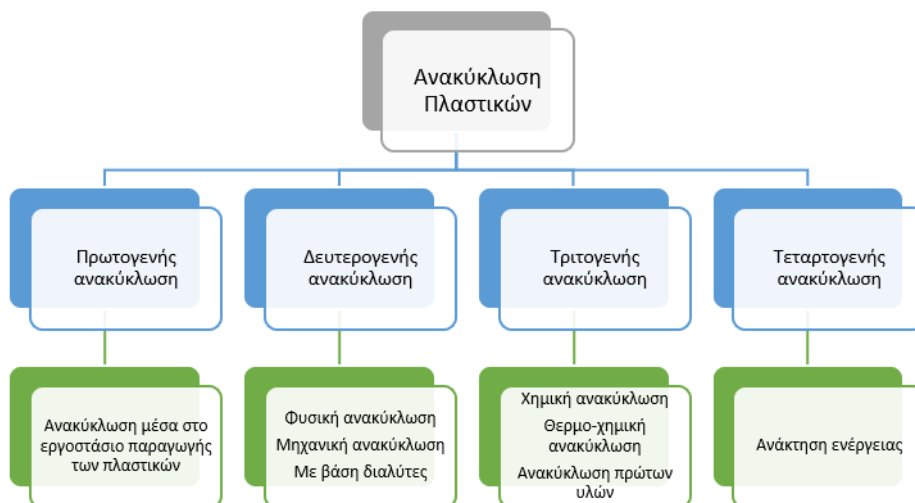 Ανακύκλωση
Πλαστικών
Πρωτογενής
ανακύκλωση
Δευτερογενής
ανακύκλωση
Τριτογενής
ανακύκλωση
Τεταρτογενής
ανακύκλωση
Ανακύκλωση μέσα στο
εργοστάσιο παραγωγής
των πλαστικών
Φυσική ανακύκλωση
Μηχανική ανακύκλωση
Με βάση διαλύτες
Χημική ανακύκλωση
Θερμο-χημική
ανακύκλωση
Ανακύκλωση πρώτων
υλών
Ανάκτηση ενέργειας